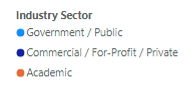 Industry Sector
Government / Public
Commercial / For-Profit / Private
Academic